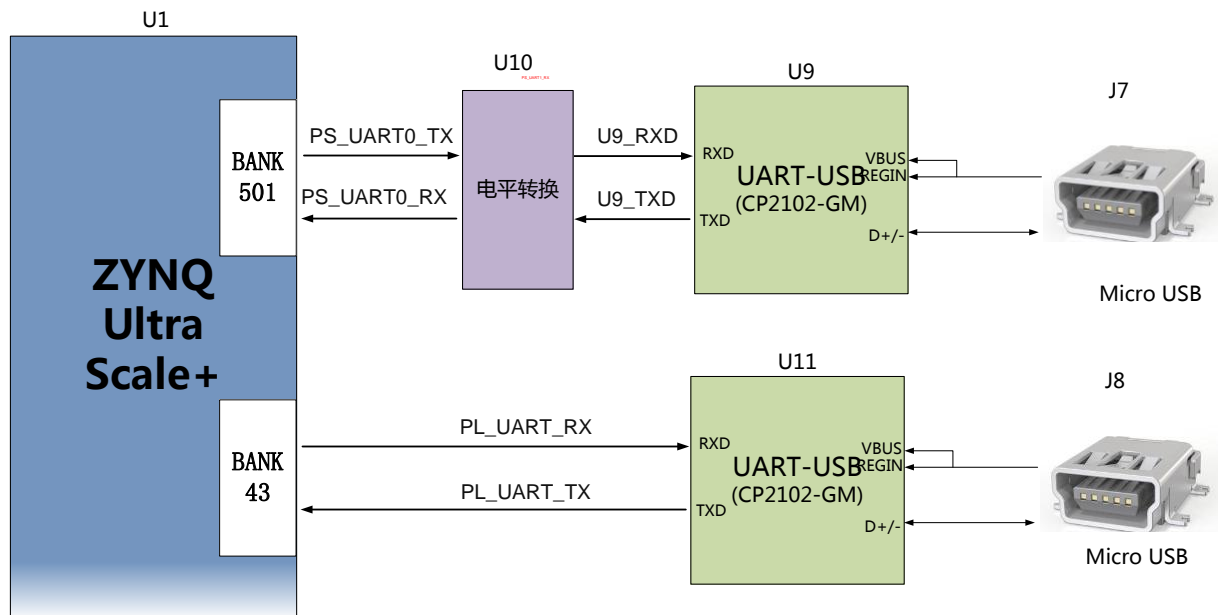 U1
U10
PS_UART1_RX
U9
J7
BANK
501
PS_UART0_TX
PS_UART0_RX
电平转换
U9_RXD
U9_TXD
RXD
TXD
UART-USB
(CP2102-GM)
VBUS
REGIN
D+/-
Micro USB
ZYNQ
Ultra
Scale+
U11
J8
BANK
43
PL_UART_RX
PL_UART_TX
RXD
TXD
UART-USB
(CP2102-GM)
VBUS
REGIN
D+/-
Micro USB